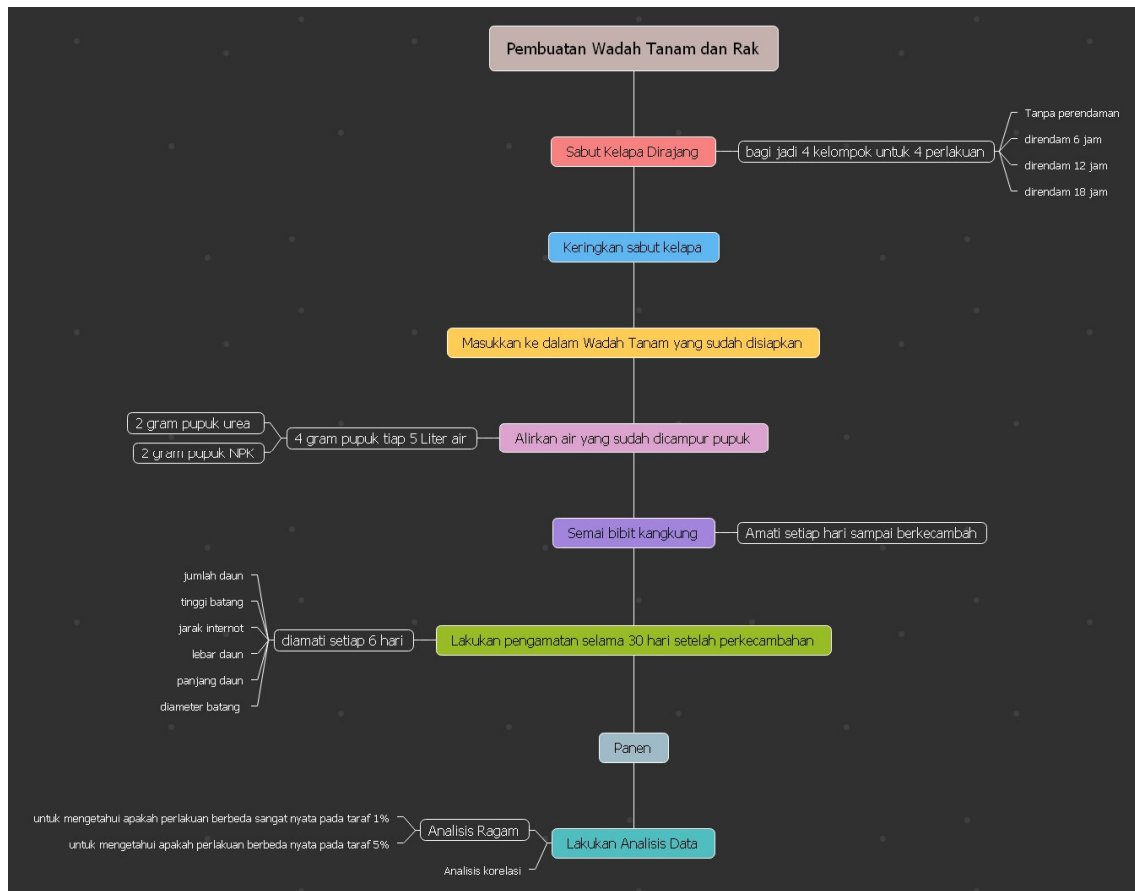 Pembuatan Wadah Tanam dan Rak
Sabut Kelapa Dirajang
bagi jadi 4 kelompok untuk 4 perlakuan
Tanpa perendaman
direndam 6 jam
direndam 12 jam
direndam 18 jam
Keringkan sabut kelapa
Masukkan ke dalam Wadah Tanam yang sudah disiapkan
2 gram pupuk urea
2 gram pupuk NPK
4 gram pupuk tiap 5 Liter air
Alirkan air yang sudah dicampur pupuk
Semai bibit kangkung
Amati setiap hari sampai berkecambah
jumlah daun
tinggi batang
jarak internot
lebar daun
panjang daun
diameter batang
diamati setiap 6 hari
Lakukan pengamatan selama 30 hari setelah perkecambahan
Panen
untuk mengetahui apakah perlakuan berbeda sangat nyata pada taraf 1%
untuk mengetahui apakah perlakuan berbeda nyata pada taraf 5%
Analisis Ragam
Analisis korelasi
Lakukan Analisis Data